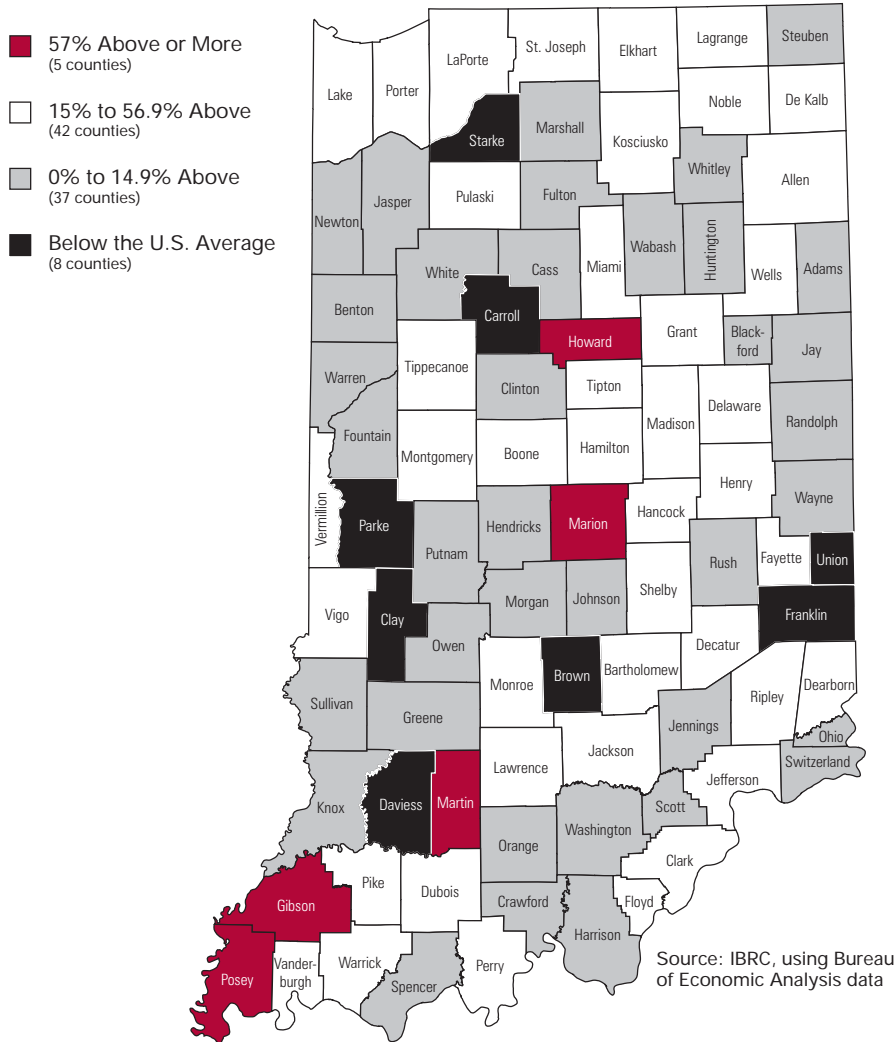 57% Above or More
(5 counties)
15% to 56.9% Above
(42 counties)
0% to 14.9% Above
(37 counties)
Below the U.S. Average
(8 counties)
Lake
Porter
LaPorte
St. Joseph
Elkhart
Lagrange
Steuben
Noble
De Kalb
Starke
Marshall
Kosciusko
Whitley
Allen
Newton
Jasper
Pulaski
Fulton
Wabash
Huntington
Miami
Cass
White
Wells
Adams
Benton
Carroll
Howard
Grant
Black-
ford
Jay
Warren
Tippecanoe
Clinton
Tipton
Madison
Delaware
Randolph
Fountain
Montgomery
Boone
Hamilton
Henry
Wayne
Vermillion
Parke
Putnam
Hendricks
Marion
Hancock
Rush
Fayette
Union
Vigo
Clay
Owen
Morgan
Johnson
Shelby
Franklin
Decatur
Sullivan
Greene
Monroe
Brown
Bartholomew
Jennings
Ripley
Dearborn
Ohio
Switzerland
Knox
Daviess
Martin
Lawrence
Jackson
Jefferson
Scott
Orange
Washington
Clark
Gibson
Pike
Dubois
Crawford
Harrison
Floyd
Posey
Vander-
burgh
Warrick
Spencer
Perry
Source: IBRC, using Bureau
of Economic Analysis data